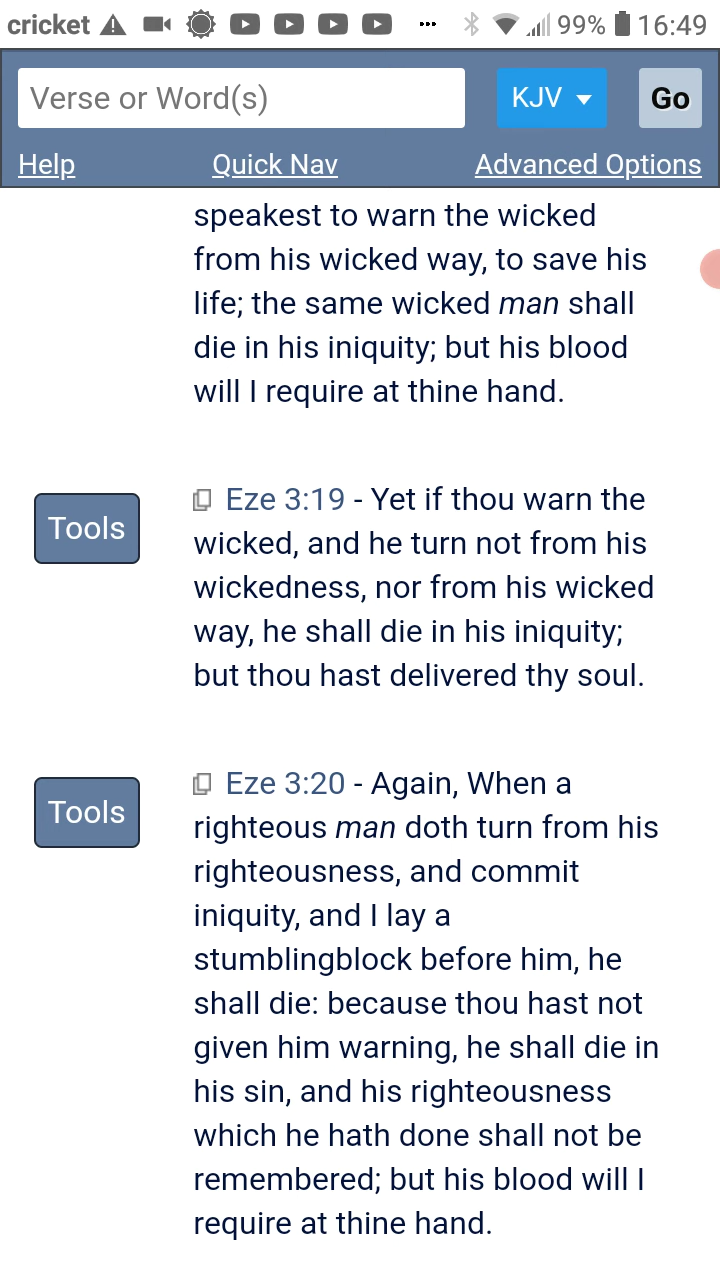 cricket 99% 16:49
Verse or Word(s) KJV Go
Help Quick Nav Advanced Options
speakest to warn the wicked
from his wicked way, to save his
life; the same wicked man shall
die in his iniquity; but his blood
will I require at thine hand.
Tools
Eze 3:19 - Yet if thou warn the
wicked, and he turn not from his
wickedness, nor from his wicked
way, he shall die in his iniquity;
but thou hast delivered thy soul.
Tools
Eze 3:20 - Again, When a
righteous man doth turn from his
righteousness, and commit
iniquity, and I lay a
stumblingblock before him, he
shall die: because thou hast not
given him warning, he shall die in
his sin, and his righteousness
which he hath done shall not be
remembered; but his blood will I
require at thine hand.